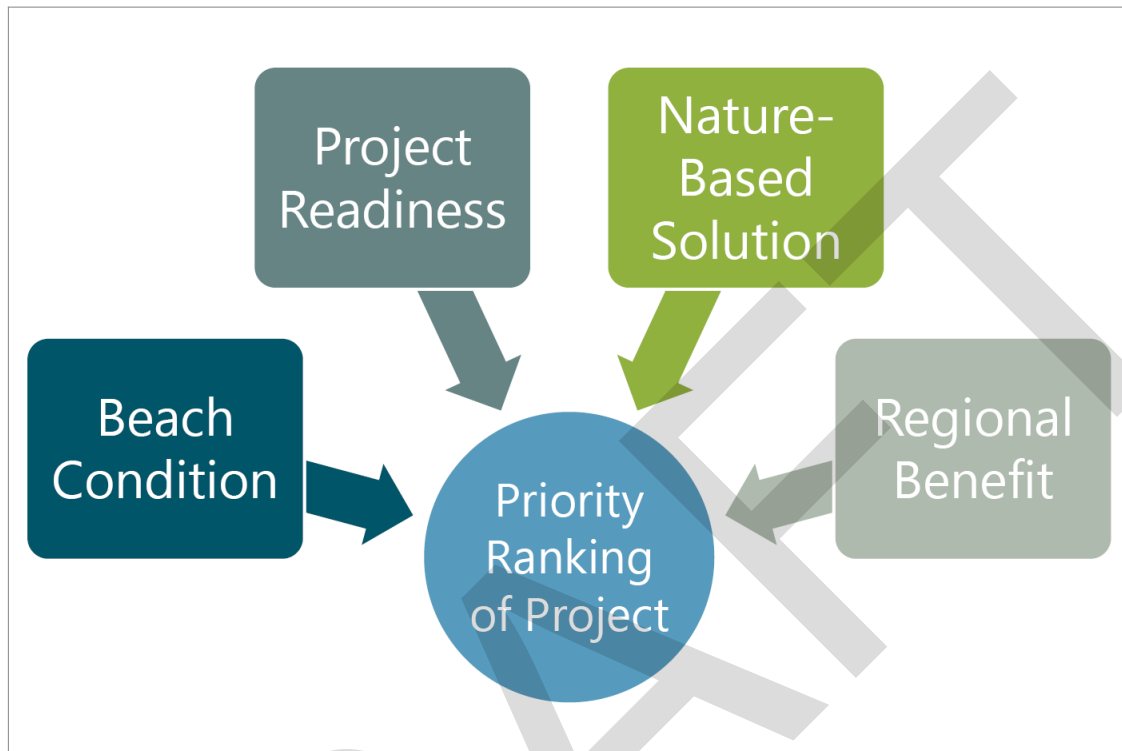 Project
Readiness
Nature-
Based
Solution
Beach
Condition
Regional
Benefit
Priority
Ranking
of Project